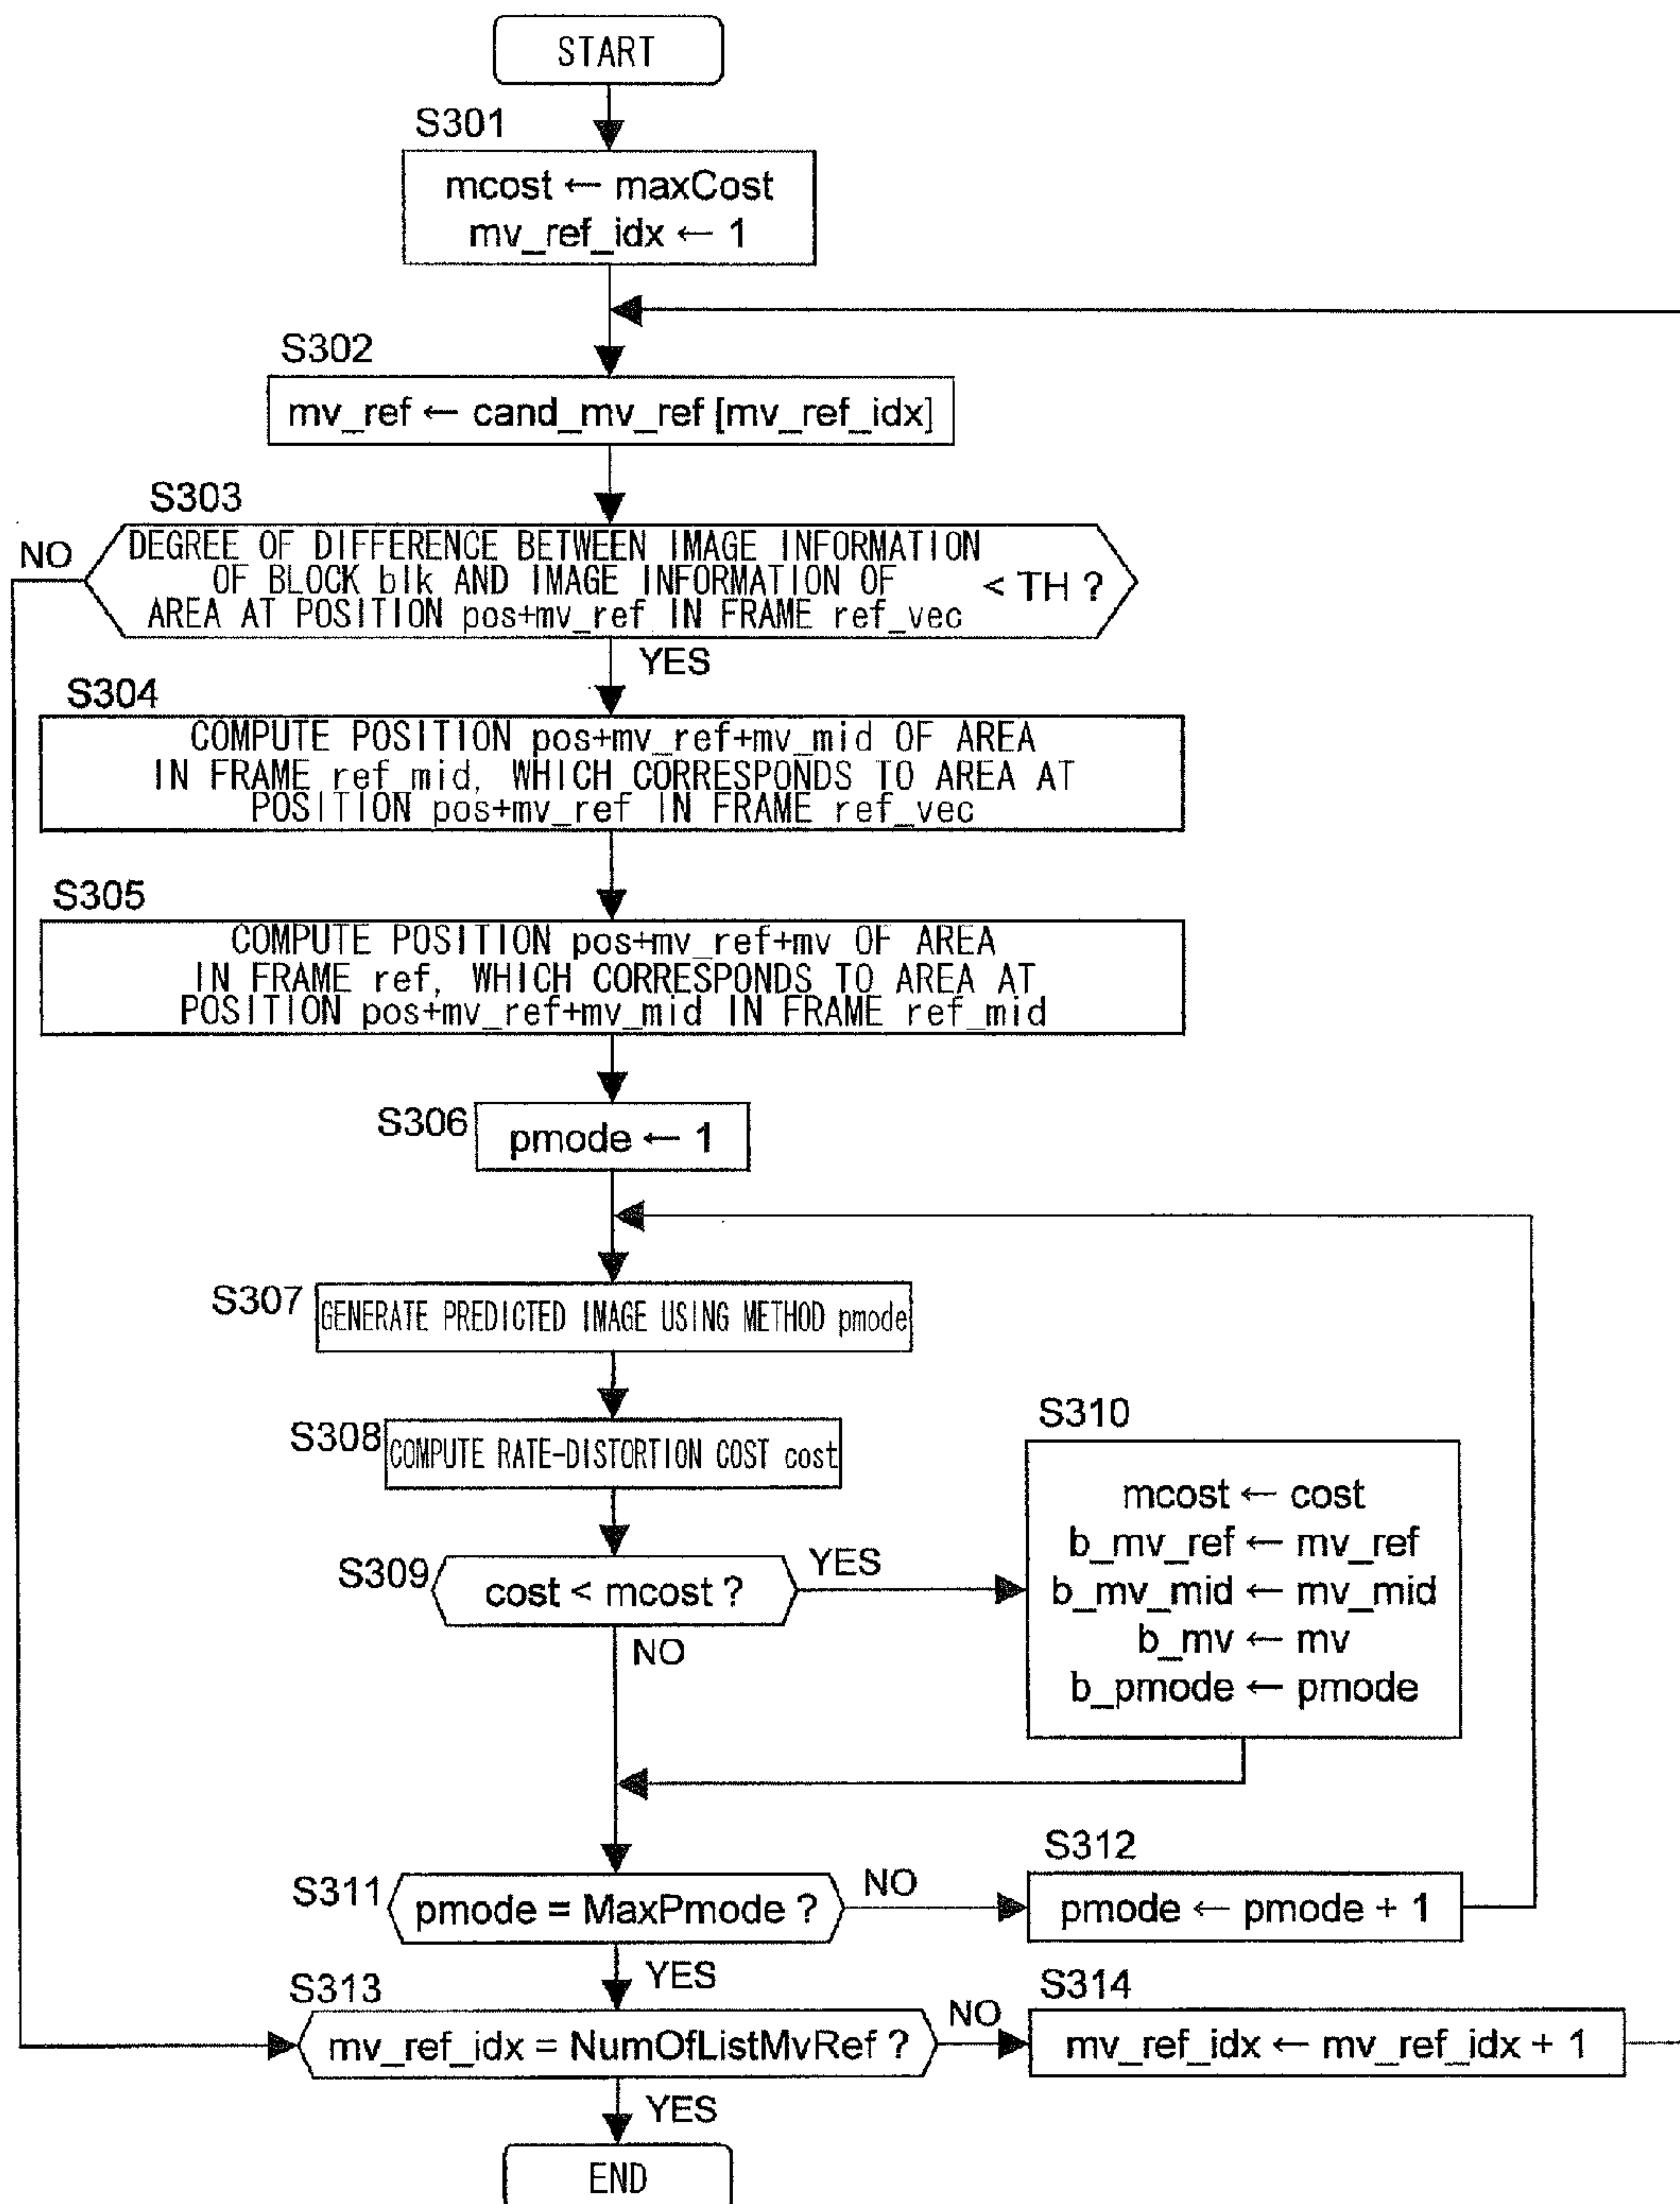 START
S301
mcost ← maxCost
mv_ref_idx ← 1
S302
mv_ref ← cand_mv_ref [mv_ref_idx]
S303
NO
DEGREE OF DIFFERENCE BETWEEN IMAGE INFORMATION
OF BLOCK blk AND IMAGE INFORMATION OF
< TH ?
AREA AT POSITION pos+mv_ref IN FRAME ref_vec
YES
S304
COMPUTE POSITION pos+mv_ref+mv_mid OF AREA
IN FRAME ref_mid, WHICH CORRESPONDS TO AREA AT
POSITION pos+mv_ref IN FRAME ref_vec
S305
COMPUTE POSITION pos+mv_ref+mv OF AREA
IN FRAME ref, WHICH CORRESPONDS TO AREA AT
POSITION pos+mv_ref+mv_mid IN FRAME ref_mid
S306
pmode ← 1
S307
GENERATE PREDICTED IMAGE USING METHOD pmode
S308
COMPUTE RATE-DISTORTION COST cost
S309
cost < mcost ?
YES
NO
S310
mcost ← cost
b_mv_ref ← mv_ref
b_mv_mid ← mv_mid
b_mv ← mv
b_pmode ← pmode
S311
pmode = MaxPmode ?
NO
S312
pmode ← pmode + 1
YES
S313
mv_ref_idx = NumOfListMvRef ?
NO
S314
mv_ref_idx ← mv_ref_idx + 1
YES
END